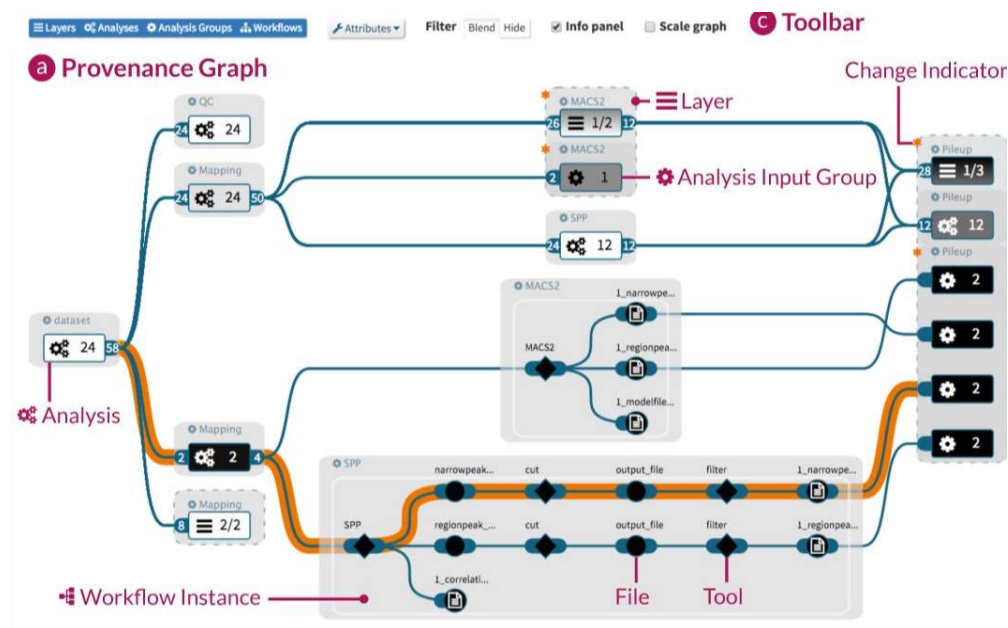 Layers Analyses Analysis Groups Workflows Attributes Filter Blend Hide Info panel Scale graph c Toolbar
a Provenance Graph
Change Indicator
QC
24 24
Mapping
24 24 50
MACS2
26 1/2 12
Layer
MACS2
2 1
Analysis Input Group
SPP
24 12 12
Pileup
28 1/3
Pileup
12 12
Pileup
2
2
2
2
dataset
24 58
Analysis
MACS2
MACS2
1_narrowpe...
1_regionpea...
1_modelfile...
Mapping
2 2 4
Mapping
8 2/2
SPP
SPP
narrowpeak... cut output_file filter 1_narrowpe...
regionpeak_... cut output_file filter 1_regionpea...
1_correlati...
Workflow Instance
File
Tool